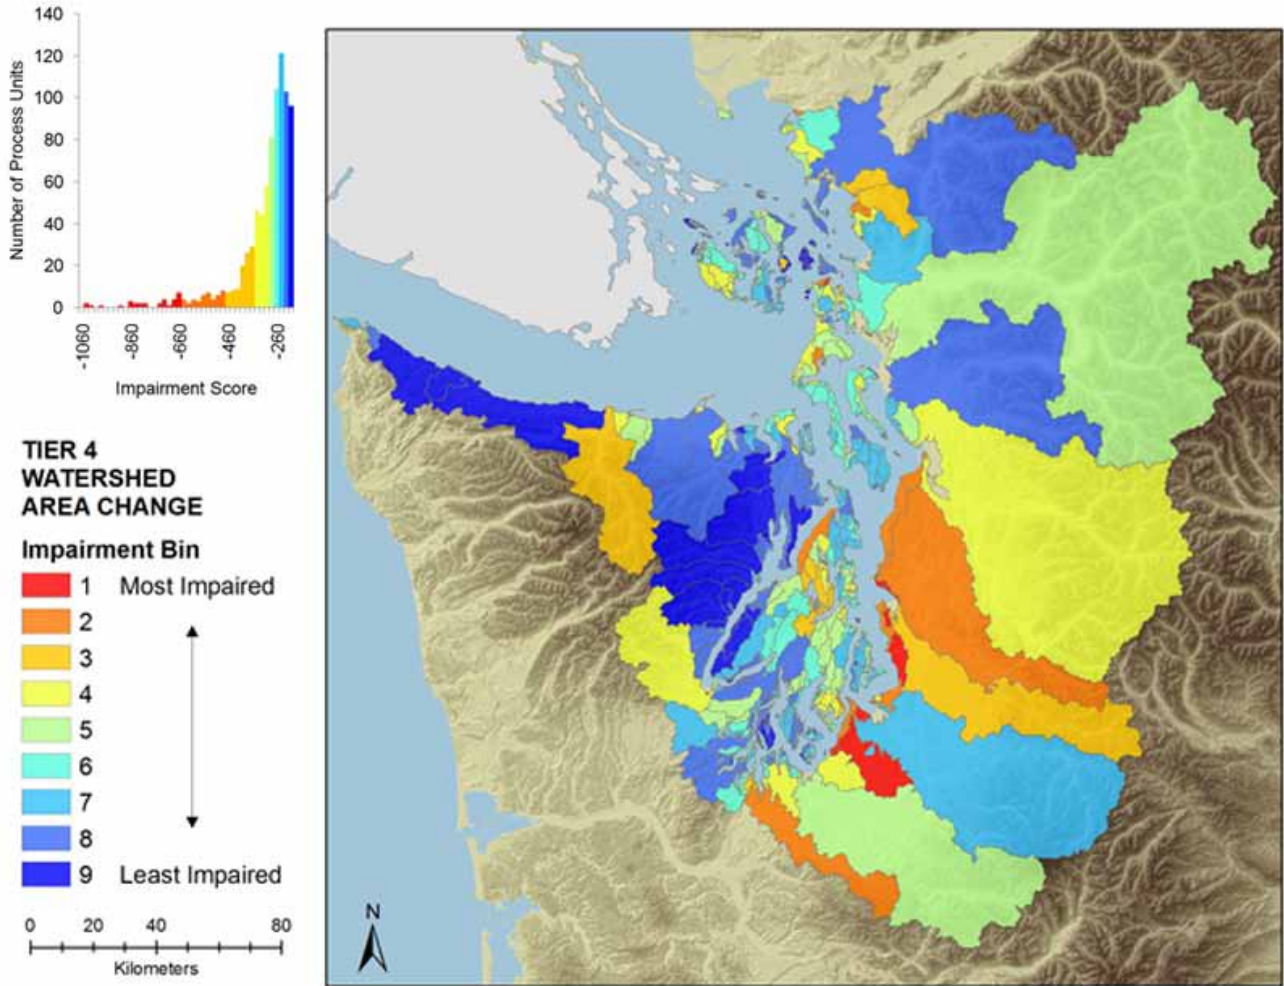 140
120
100
80
60
40
20
0
Number of Process Units
-1060
-860
-660
-460
-260
Impairment Score
TIER 4
WATERSHED
AREA CHANGE
Impairment Bin
1 Most Impaired
2
3
4
5
6
7
8
9 Least Impaired
0 20 40 80
Kilometers
N